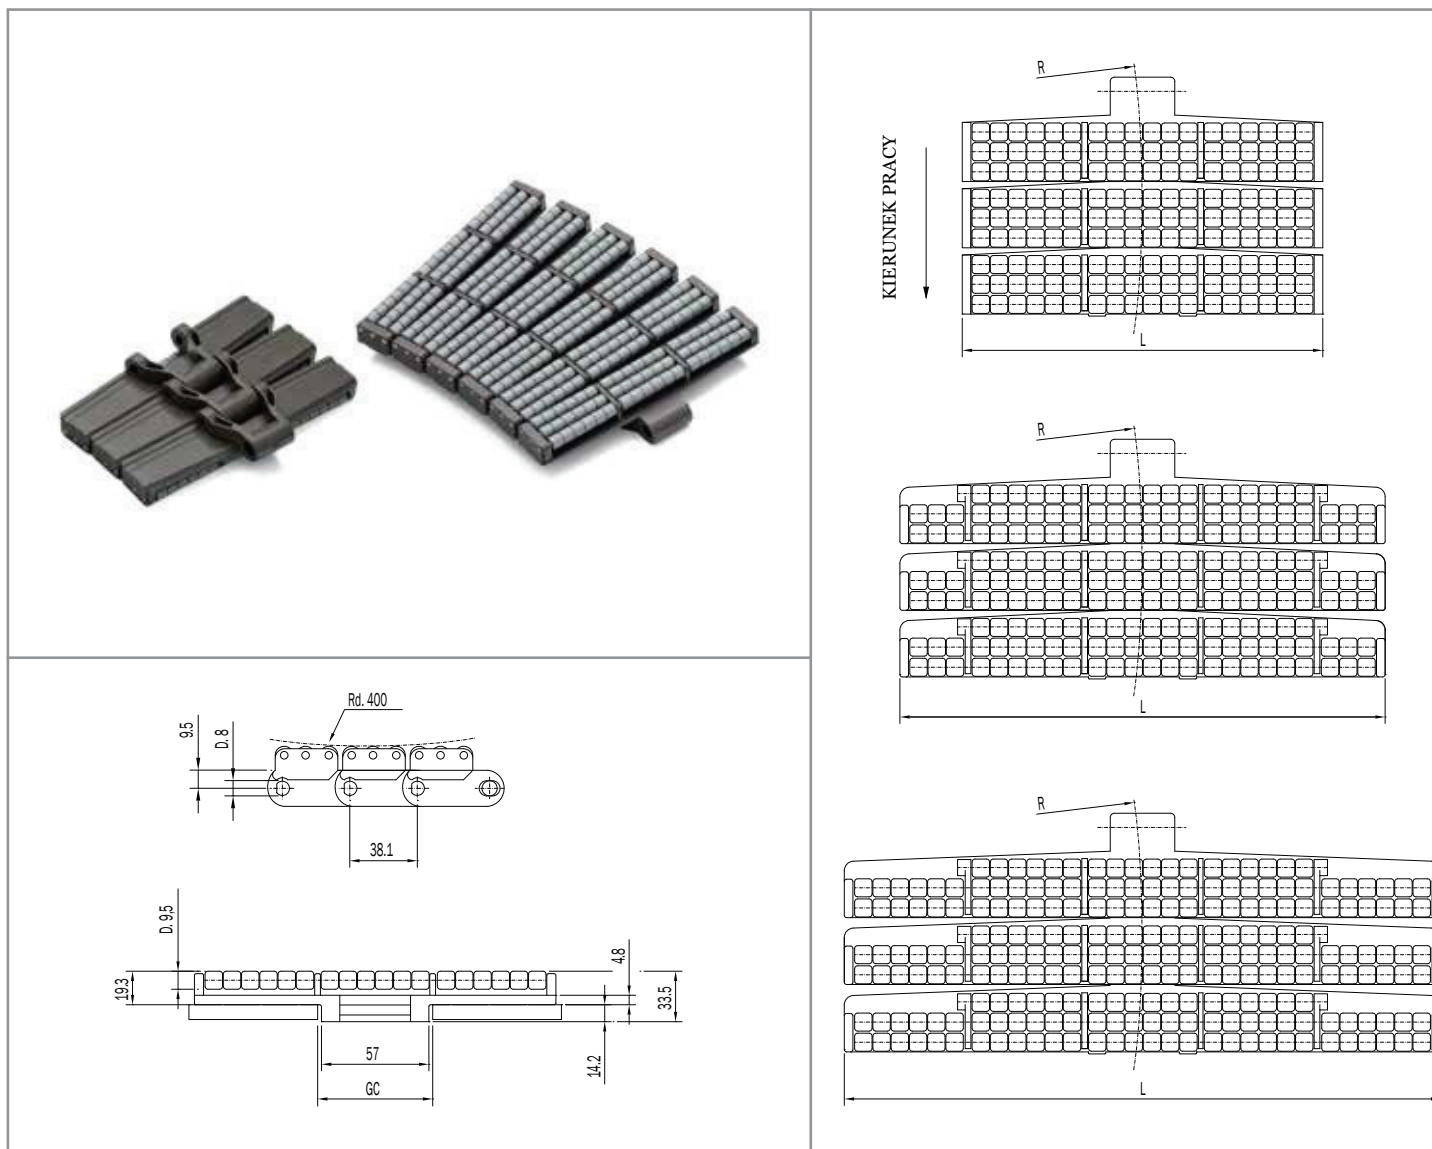 Rd. 400
9.5
D. 8
38.1
D. 9,5
19.3
4.8
33.5
14.2
57
GC
R
KIERUNEK PRACY
L
R
L
R
L